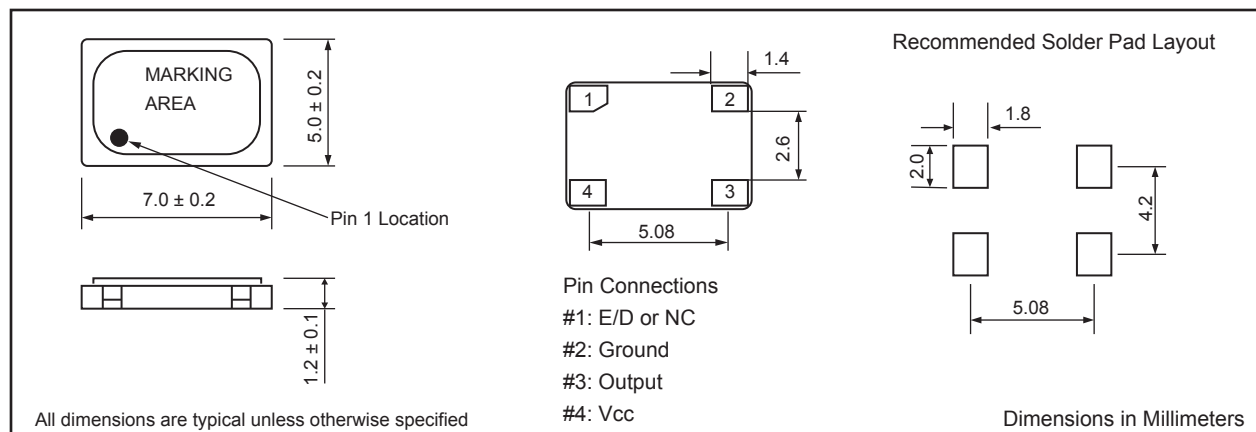 MARKING
AREA
5.0 ± 0.2
7.0 ± 0.2
Pin 1 Location
1.2 ± 0.1
All dimensions are typical unless otherwise specified
1.4
1
2
2.6
4
3
5.08
Pin Connections
#1: E/D or NC
#2: Ground
#3: Output
#4: Vcc
Recommended Solder Pad Layout
1.8
2.0
4.2
5.08
Dimensions in Millimeters